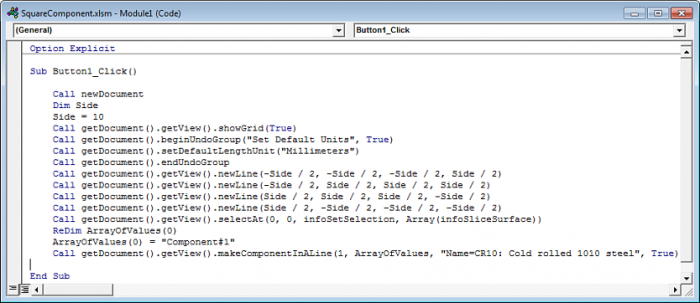 SquareComponent.xlsm - Module1 (Code)
(General) Button1_Click
Option Explicit
Sub Button1_Click()
Call newDocument
Dim Side
Side = 10
Call getDocument().getView().showGrid(True)
Call getDocument().beginUndoGroup("Set Default Units", True)
Call getDocument().setDefaultLengthUnit("Millimeters")
Call getDocument().endUndoGroup
Call getDocument().getView().newLine(-Side / 2, -Side / 2, -Side / 2, Side / 2)
Call getDocument().getView().newLine(-Side / 2, Side / 2, Side / 2, Side / 2)
Call getDocument().getView().newLine(Side / 2, Side / 2, Side / 2, -Side / 2)
Call getDocument().getView().newLine(Side / 2, -Side / 2, -Side / 2, -Side / 2)
Call getDocument().getView().selectAt(0, 0, infoSetSelection, Array(infoSliceSurface))
ReDim ArrayOfValues(0)
ArrayOfValues(0) = "Component#1"
Call getDocument().getView().makeComponentInALine(1, ArrayOfValues, "Name=CR10: Cold rolled 1010 steel", True)
End Sub